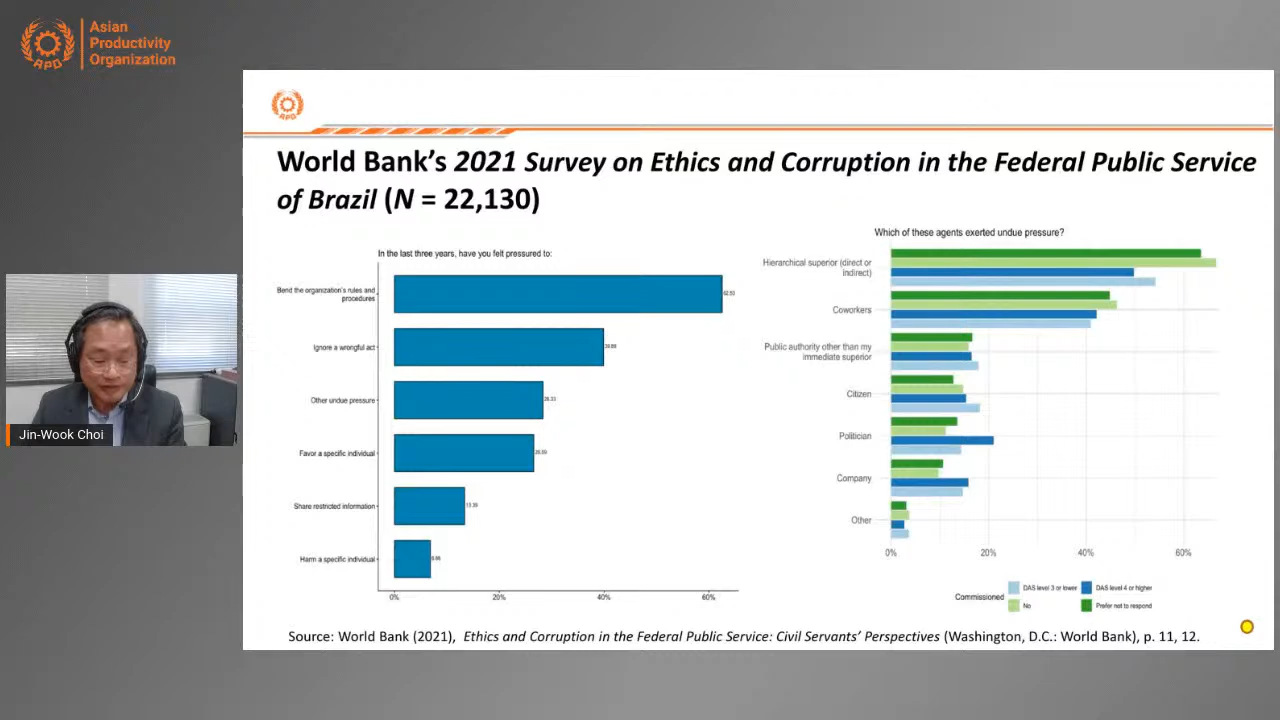 Asian
Productivity
Organization
APO
World Bank's 2021 Survey on Ethics and Corruption in the Federal Public Service
of Brazil (N = 22,130)
In the last three years, have you felt pressured to:
Bend the organization's rules and
procedures
Ignore a wrongful act
Other undue pressure
Favor a specific individual
Share restricted information
Harm a specific individual
0%
20%
40%
60%
Which of these agents exerted undue pressure?
Hierarchical superior (direct or
indirect)
Coworkers
Public authority other than my
immediate superior
Citizen
Politician
Company
Other
0%
20%
40%
60%
Commissioned
DAS level 3 or lower
DAS level 4 or higher
No
Prefer not to respond
Source: World Bank (2021), Ethics and Corruption in the Federal Public Service: Civil Servants' Perspectives (Washington, D.C.: World Bank), p. 11, 12.
Jin-Wook Choi